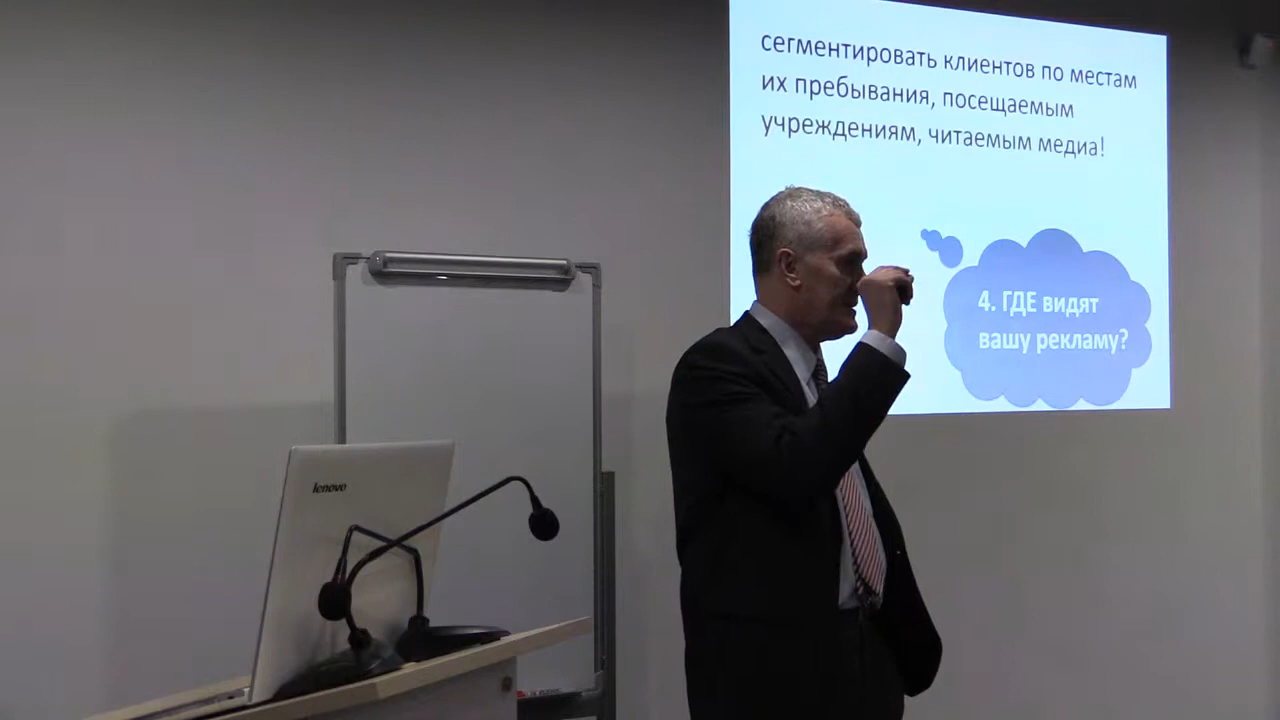 сегментировать клиентов по местам
их пребывания, посещаемым
учреждениям, читаемым медиа!
4. ГДЕ видят
вашу рекламу?
lenovo